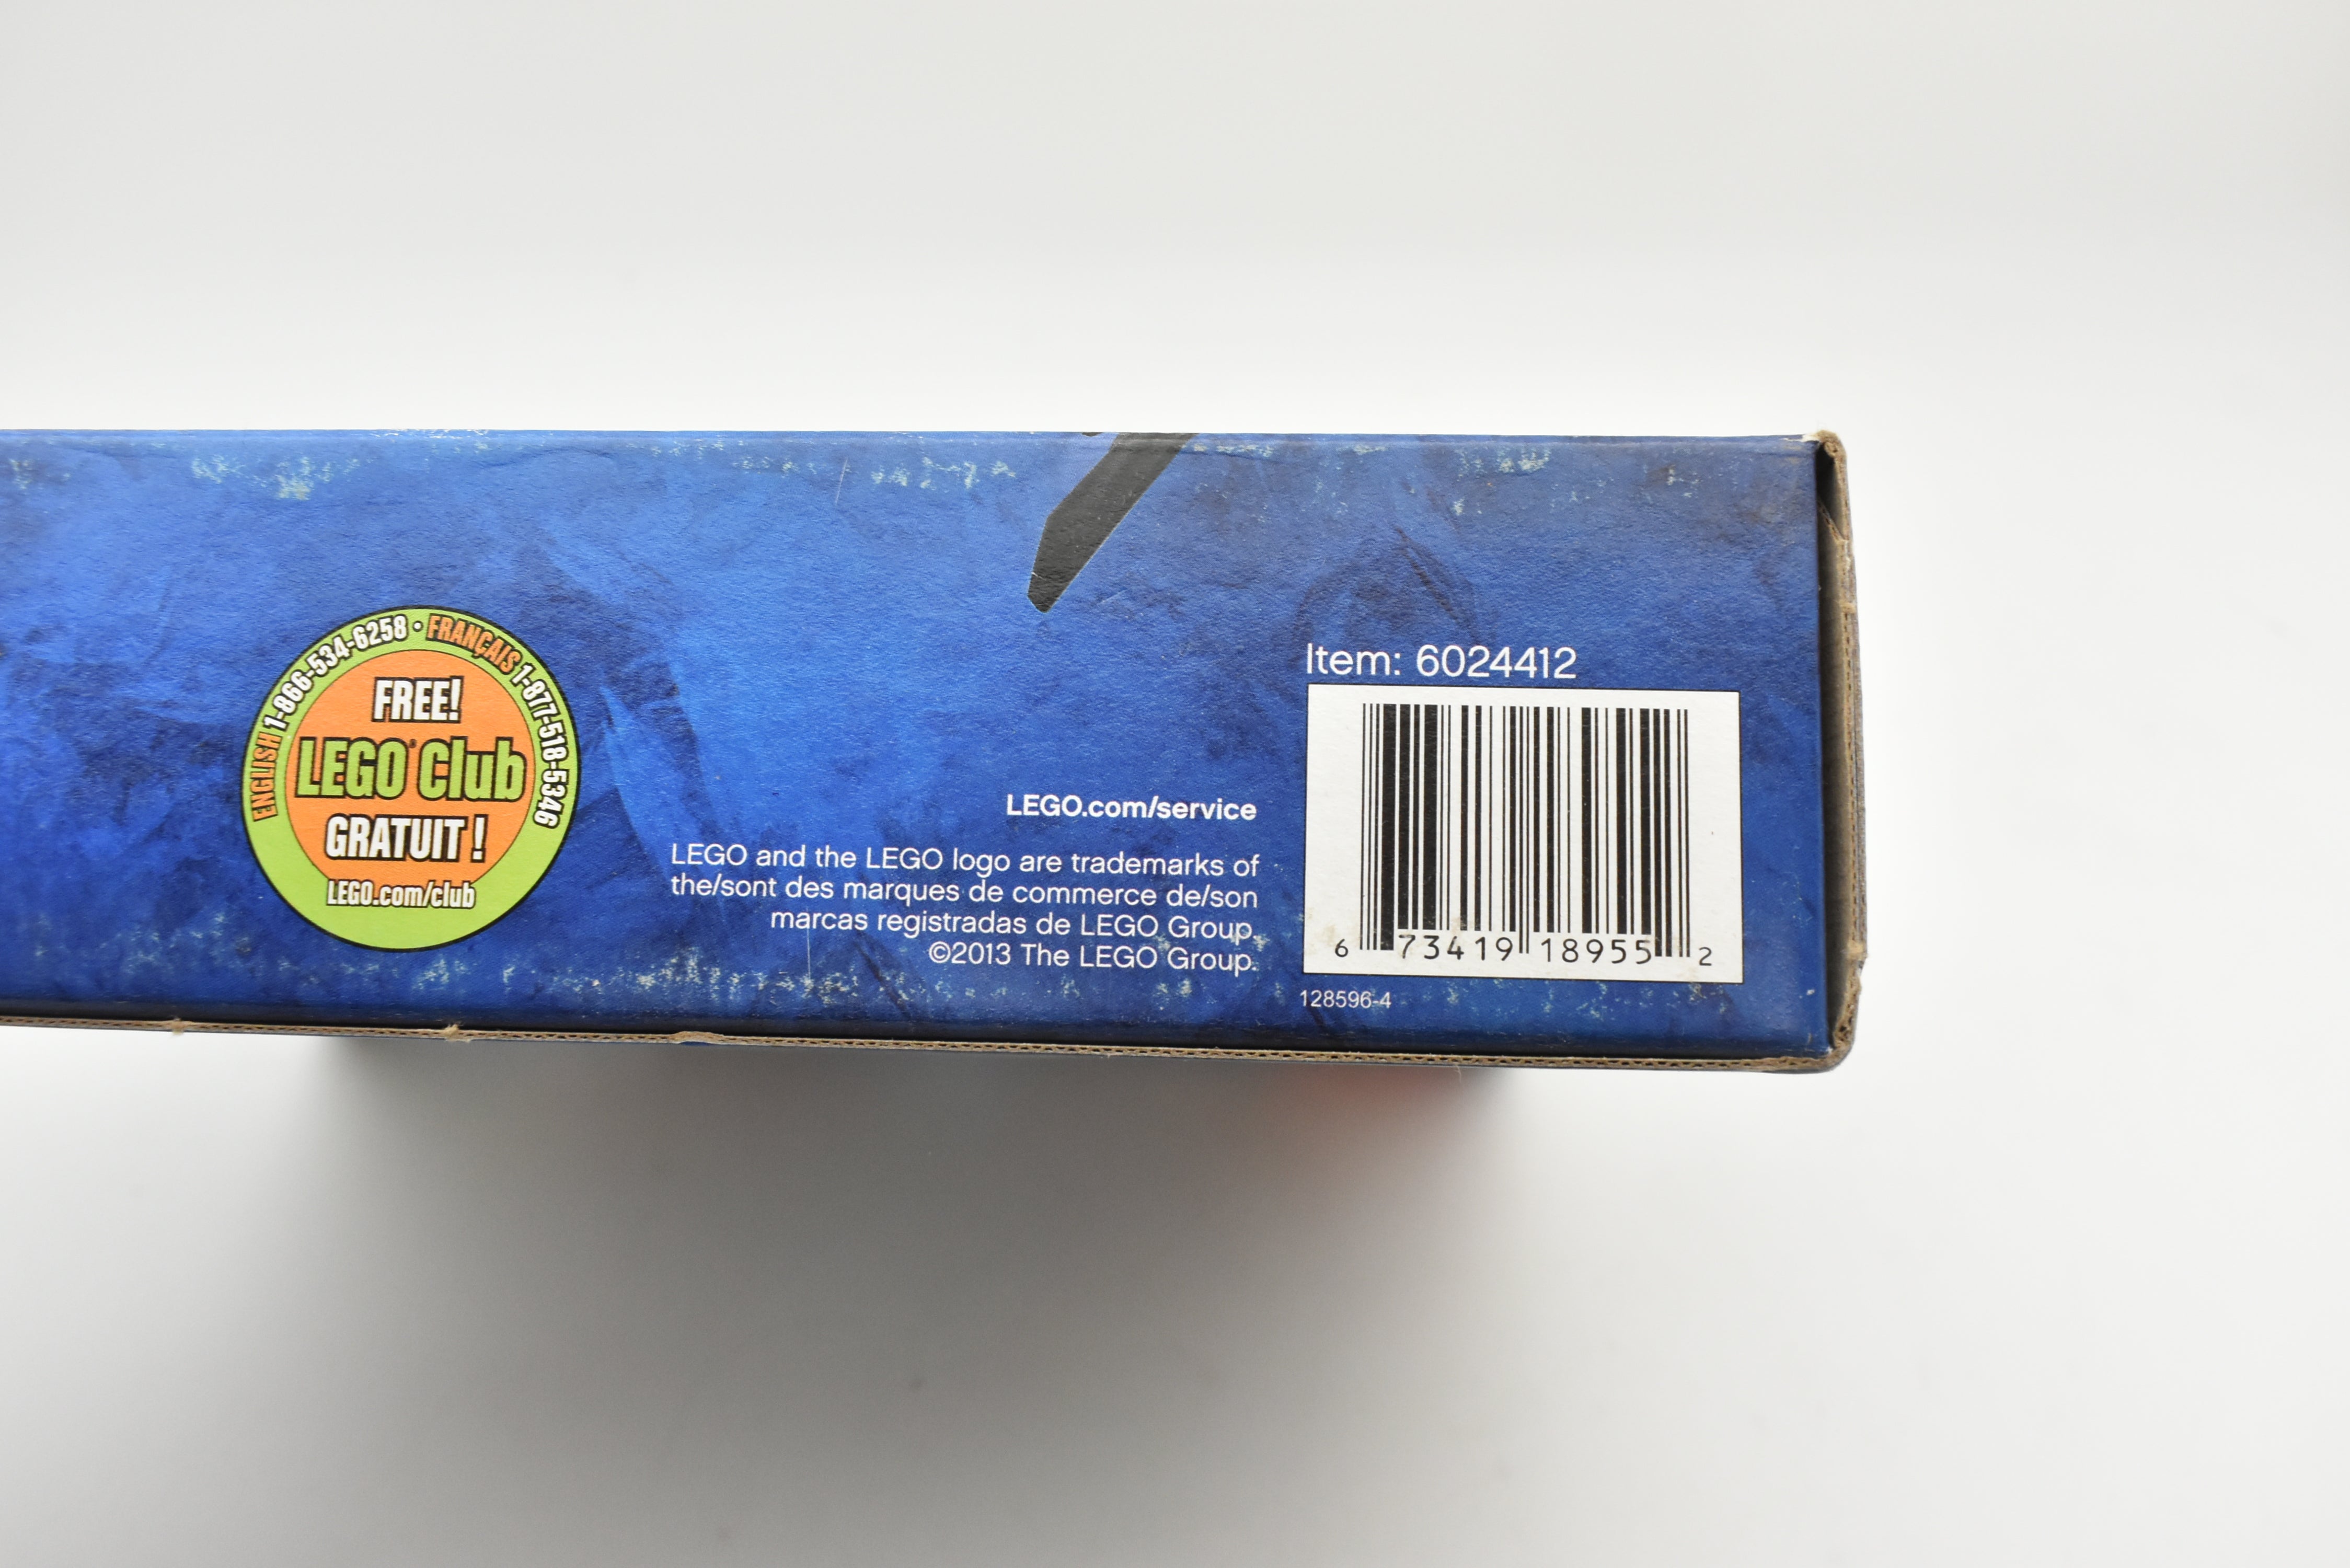 ENGLISH 1-866-534-6258 • FRANÇAIS 1-877-518-5346
FREE!
LEGO® Club
GRATUIT !
LEGO.com/club
LEGO.com/service
LEGO and the LEGO logo are trademarks of
the/sont des marques de commerce de/son
marcas registradas de LEGO Group.
©2013 The LEGO Group.
Item: 6024412
6 73419 18955 2
128596-4